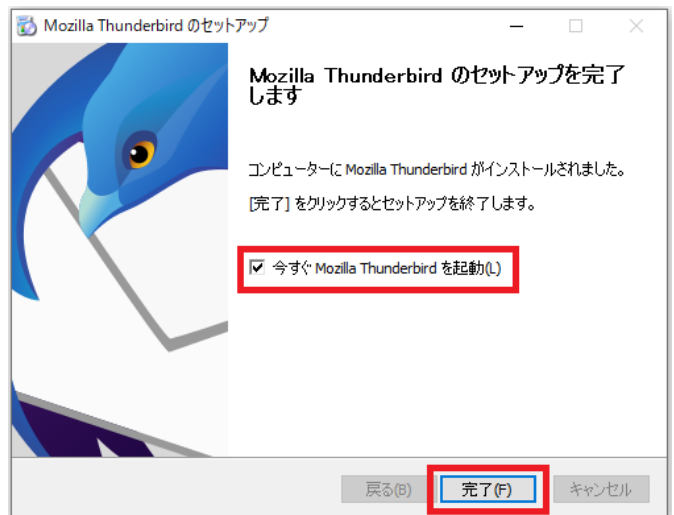 Mozilla Thunderbird のセットアップ
Mozilla Thunderbird のセットアップを完了
します
コンピューターに Mozilla Thunderbird がインストールされました。
[完了] をクリックするとセットアップを終了します。
今すぐ Mozilla Thunderbird を起動(L)
戻る(B)
完了(F)
キャンセル